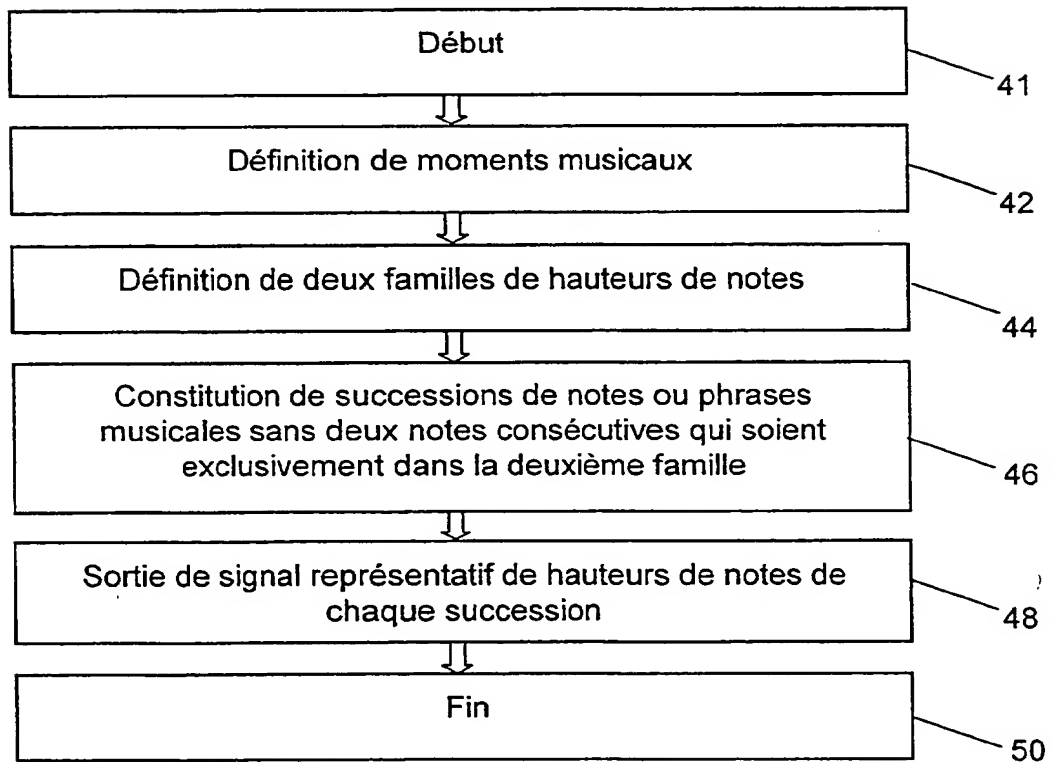 Début
41
Définition de moments musicaux
42
Définition de deux familles de hauteurs de notes
44
Constitution de successions de notes ou phrases
musicales sans deux notes consécutives qui soient
exclusivement dans la deuxième famille
46
Sortie de signal représentatif de hauteurs de notes de
chaque succession
48
Fin
50